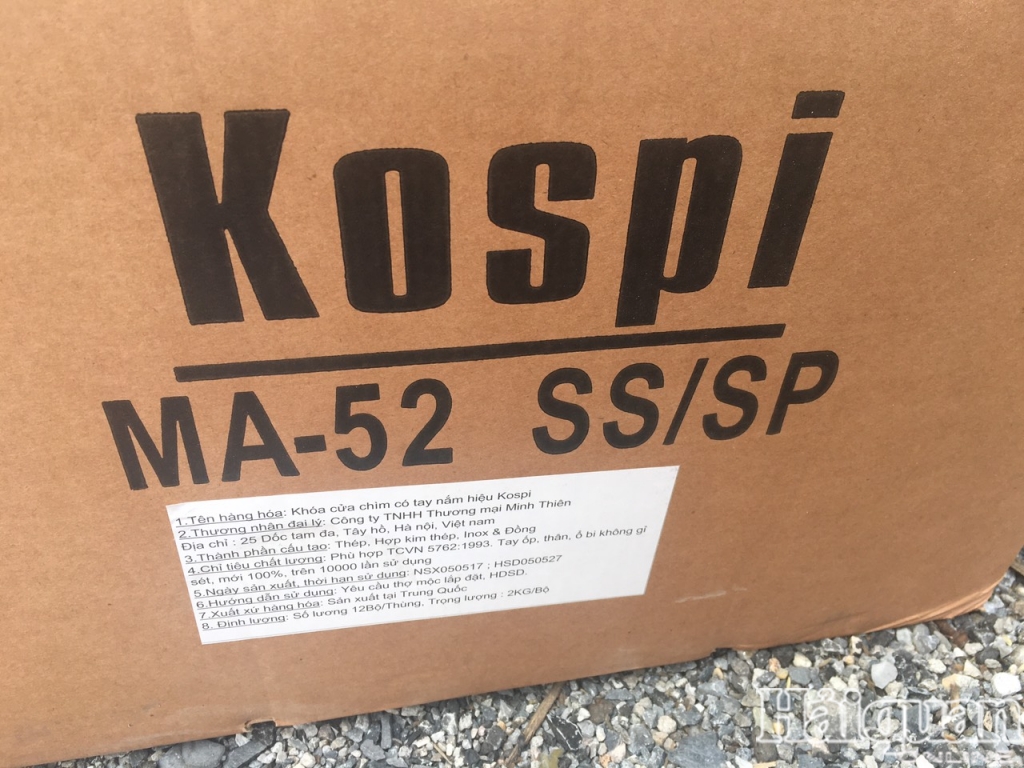 Kospi
MA-52 SS/SP
1.Tên hàng hóa: Khóa cửa chìm có tay nắm hiệu Kospi
2.Thương nhân đại lý: Công ty TNHH Thương mại Minh Thiên
Địa chỉ : 25 Dốc tam đa, Tây hồ, Hà nội, Việt nam
3.Thành phần cấu tạo: Thép, Hợp kim thép, Inox & Đồng
4.Chỉ tiêu chất lượng: Phù hợp TCVN 5762:1993. Tay ốp, thân, ổ bi không gỉ
sét, mới 100%, trên 10000 lần sử dụng
5.Ngày sản xuất, thời hạn sử dụng: NSX050517 ; HSD050527
6.Hướng dẫn sử dụng: Yêu cầu thợ mộc lắp đặt, HDSD.
7.Xuất xứ hàng hóa: Sản xuất tại Trung Quốc
8. Định lượng: Số lượng 12Bộ/Thùng, Trọng lượng : 2KG/Bộ
Hảiquan